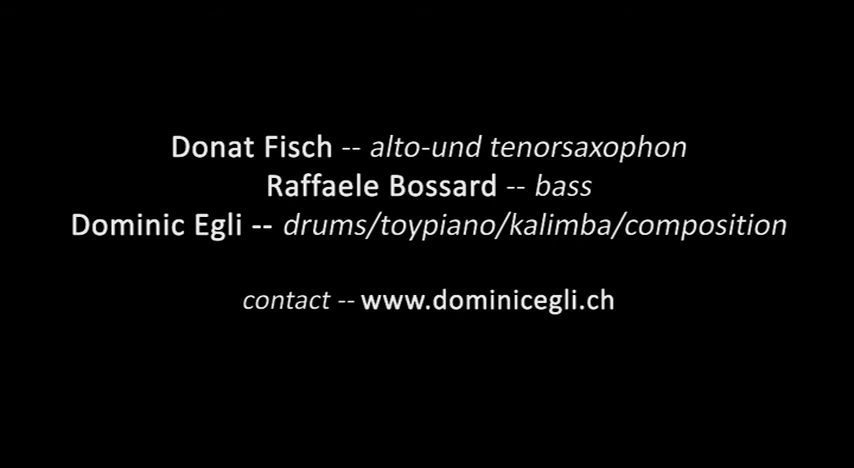 Donat Fisch -- alto-und tenorsaxophon
Raffaele Bossard -- bass
Dominic Egli -- drums/toypiano/kalimba/composition
contact -- www.dominicegli.ch